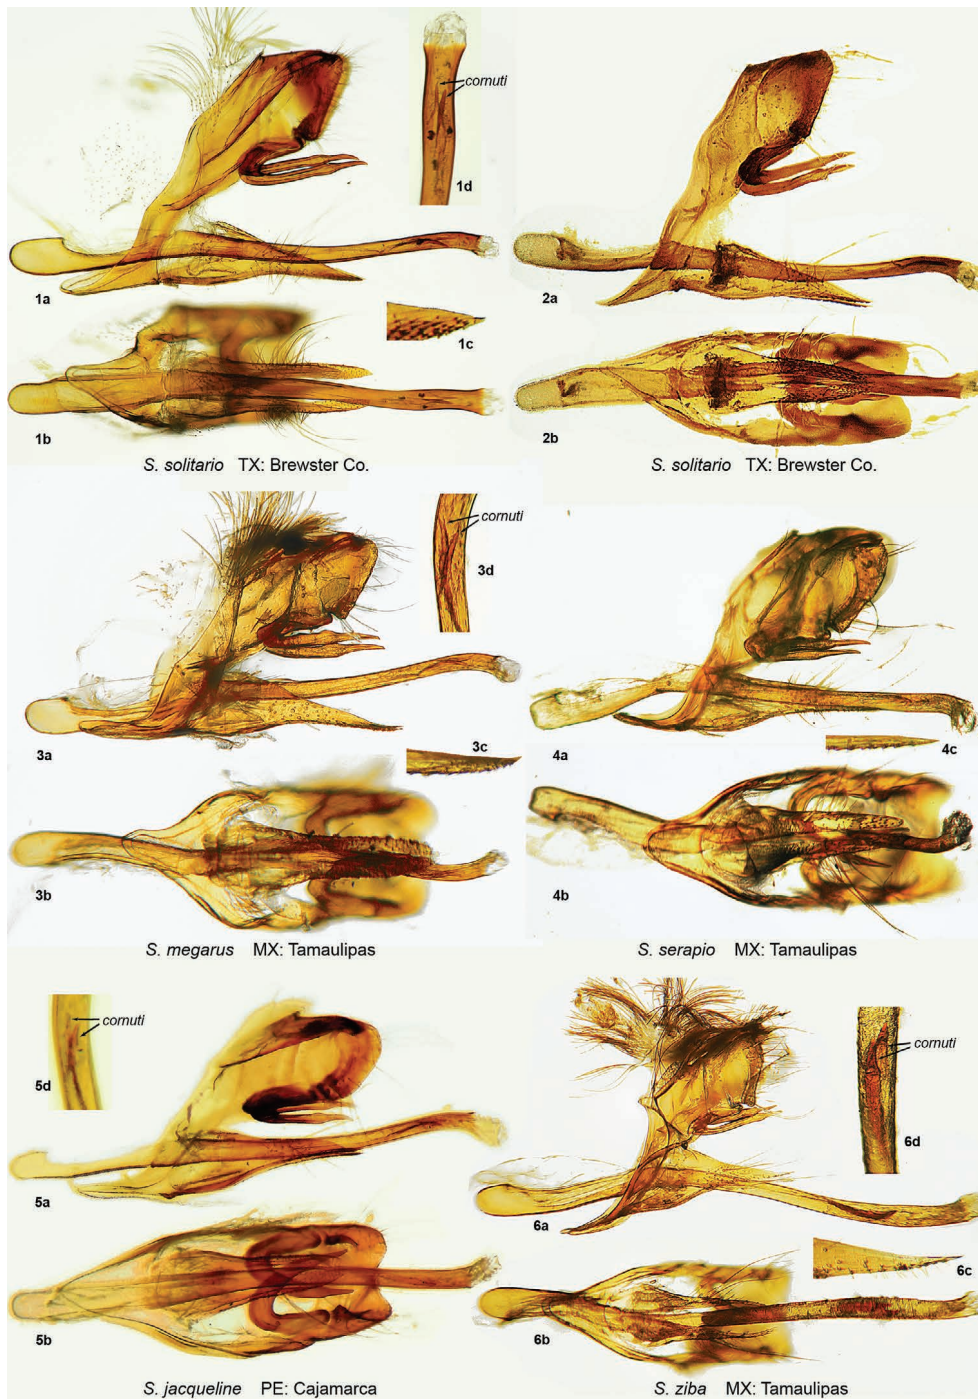 cornuti
1d
1a
2a
1c
1b
2b
S. solitario TX: Brewster Co.
S. solitario TX: Brewster Co.
cornuti
3d
3a
4a
3c
4c
3b
4b
S. megarus MX: Tamaulipas
S. serapio MX: Tamaulipas
cornuti
5d
cornuti
6d
5a
6a
6c
5b
6b
S. jacqueline PE: Cajamarca
S. ziba MX: Tamaulipas